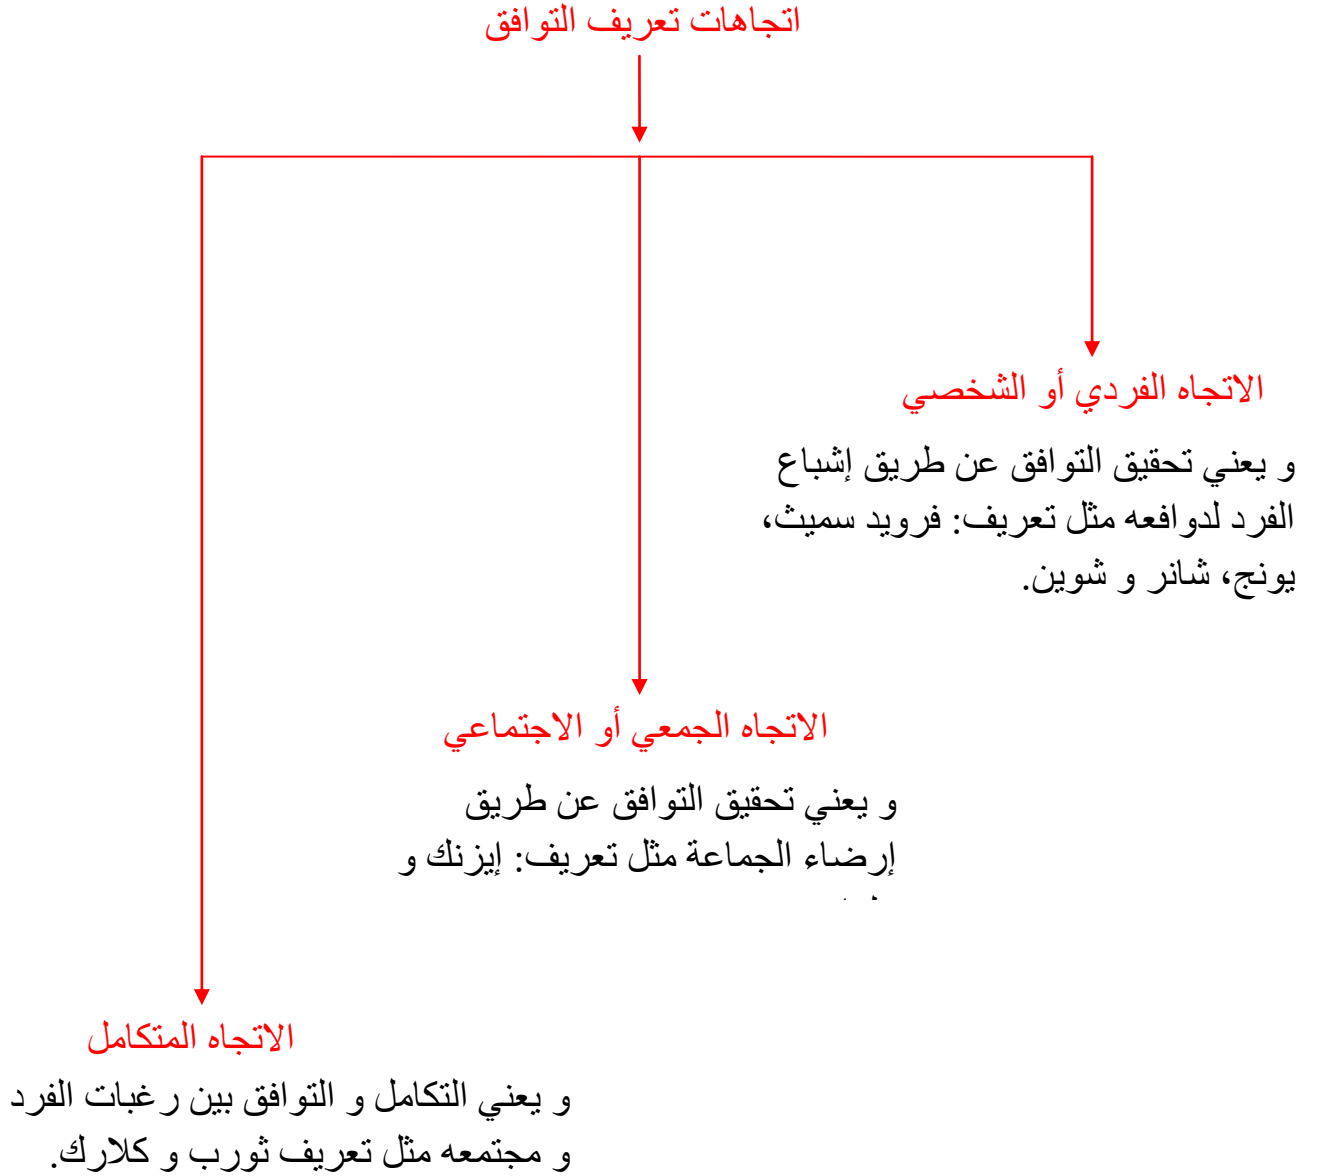 اتجاهات تعريف التوافق
الاتجاه الفردي أو الشخصي
و يعني تحقيق التوافق عن طريق إشباع
الفرد لدوافعه مثل تعريف: فرويد سميث،
يونج، شانر و شوين.
الاتجاه الجمعي أو الاجتماعي
و يعني تحقيق التوافق عن طريق
إرضاء الجماعة مثل تعريف: إيزنك و
الاتجاه المتكامل
و يعني التكامل و التوافق بين رغبات الفرد
و مجتمعه مثل تعريف ثورب و كلارك.